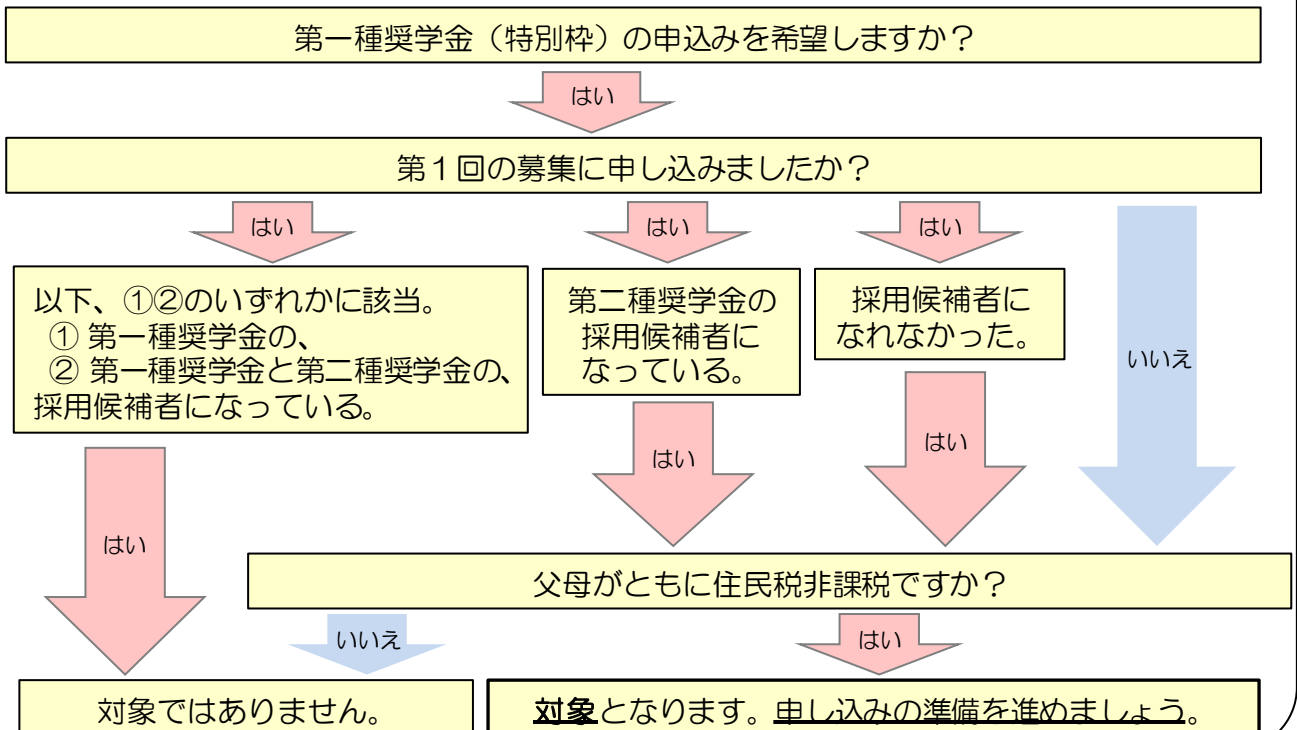 第一種奨学金（特別枠）の申込みを希望しますか？
はい
第１回の募集に申し込みましたか？
はい
はい
はい
いいえ
以下、①②のいずれかに該当。
① 第一種奨学金の、
② 第一種奨学金と第二種奨学金の、
採用候補者になっている。
第二種奨学金の
採用候補者に
なっている。
採用候補者に
なれなかった。
はい
はい
はい
父母がともに住民税非課税ですか？
いいえ
はい
対象ではありません。
対象となります。申し込みの準備を進めましょう。